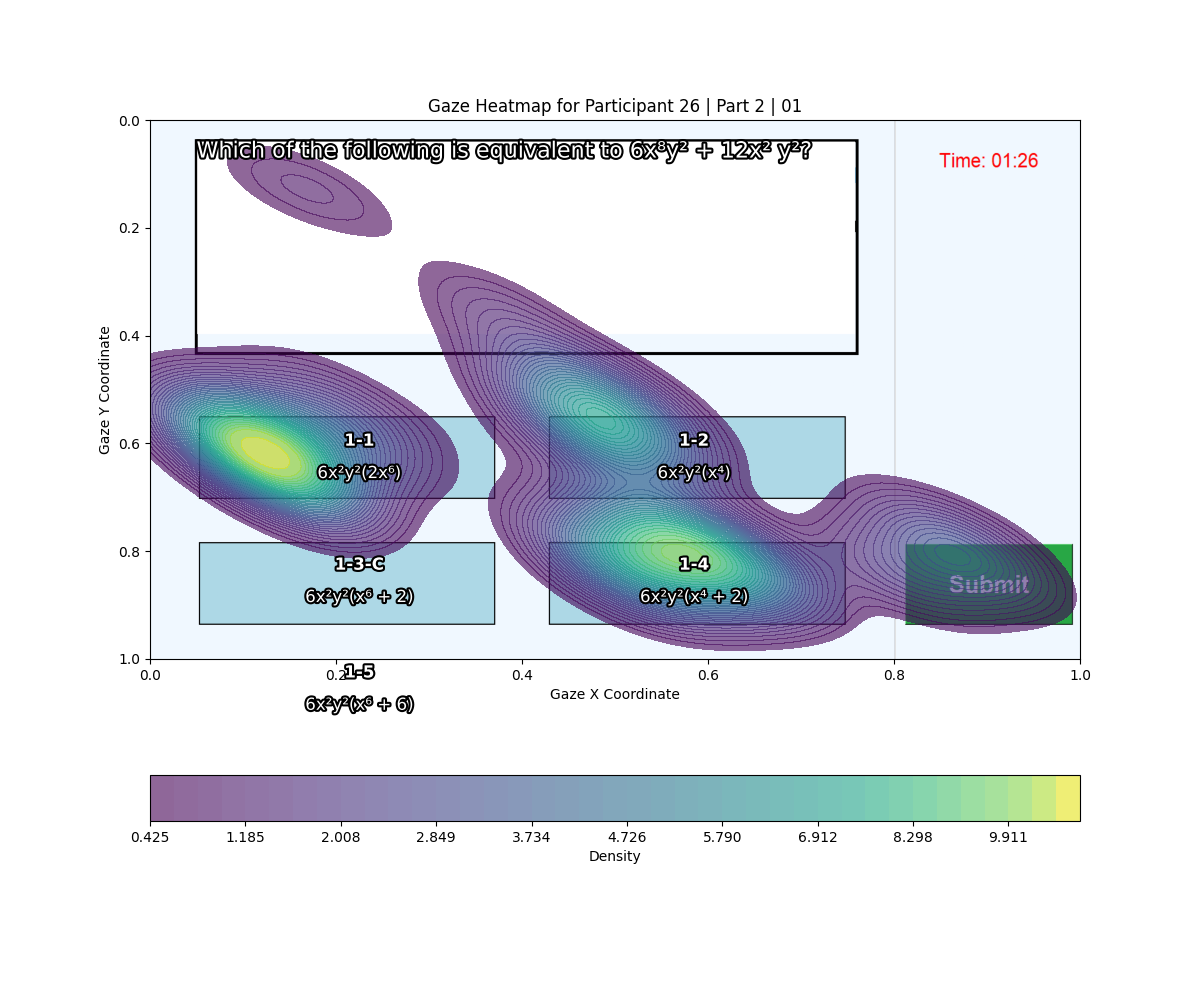 Gaze Heatmap for Participant 26 | Part 2 | 01
0.0
Which of the following is equivalent to 6x⁸y² + 12x² y²?
Time: 01:26
0.2
0.4
Gaze Y Coordinate
0.6
1-1
6x²y²(2x⁶)
1-2
6x²y²(x⁴)
0.8
1-3-C
6x²y²(x⁶ + 2)
1-4
6x²y²(x⁴ + 2)
Submit
1.0
0.0 0.2 0.4 0.6 0.8 1.0
1-5
6x²y²(x⁶ + 6)
Gaze X Coordinate
0.425 1.185 2.008 2.849 3.734 4.726 5.790 6.912 8.298 9.911
Density